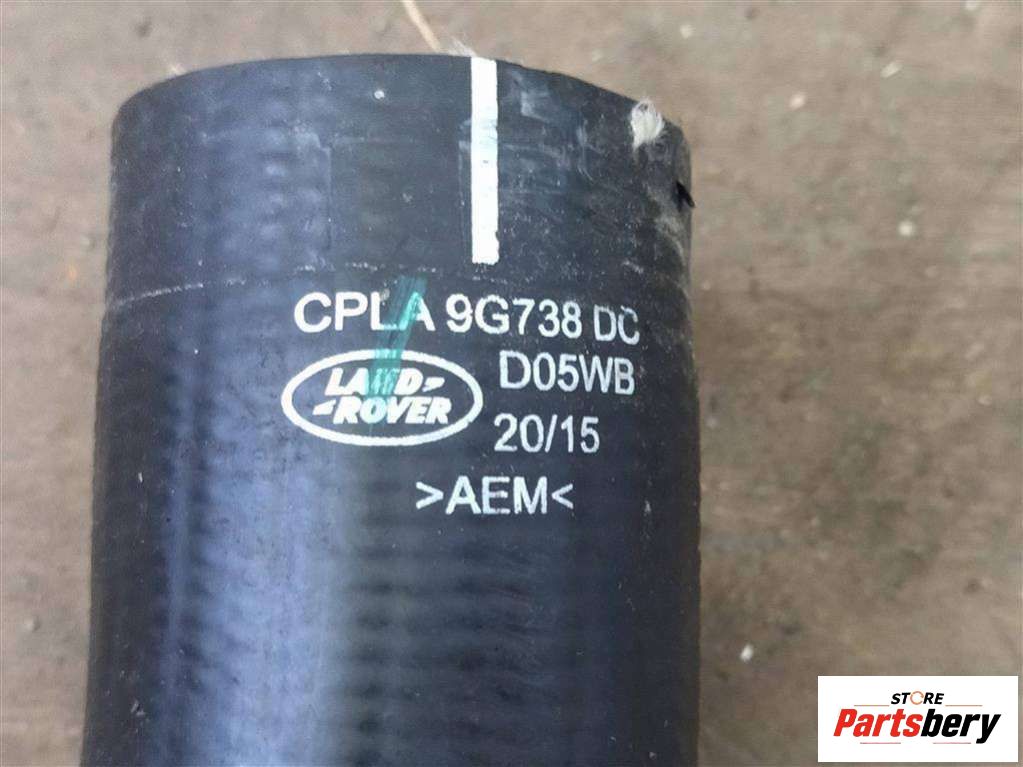 CPLA 9G738 DC
LAND
ROVER
D05WB
20/15
>AEM<
STORE
Partsbery